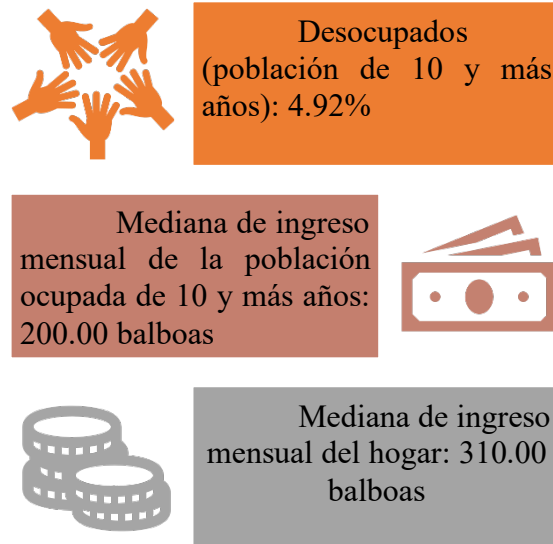 Desocupados
(población de 10 y más
años): 4.92%
Mediana de ingreso
mensual de la población
ocupada de 10 y más años:
200.00 balboas
Mediana de ingreso
mensual del hogar: 310.00
balboas